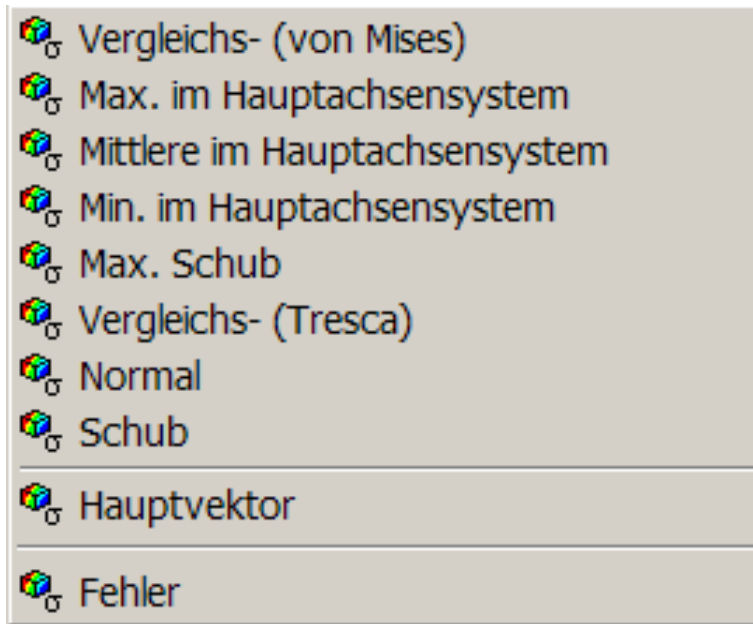 Vergleichs- (von Mises)
Max. im Hauptachsensystem
Mittlere im Hauptachsensystem
Min. im Hauptachsensystem
Max. Schub
Vergleichs- (Tresca)
Normal
Schub
Hauptvektor
Fehler